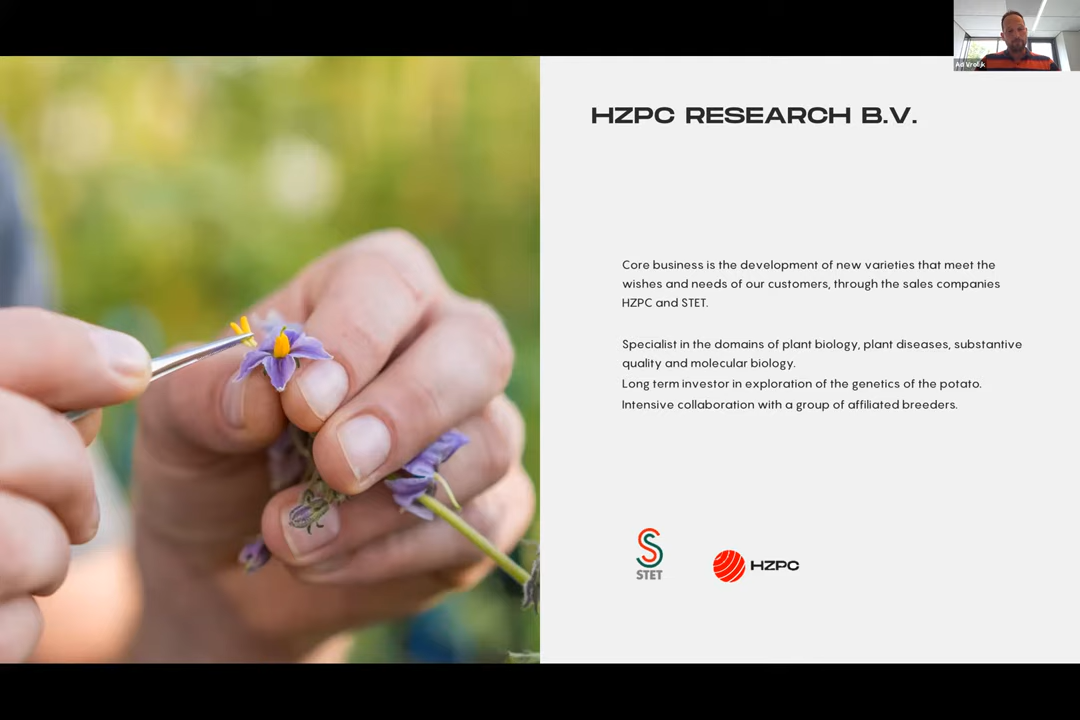 Ad Vrolijk
HZPC RESEARCH B.V.
Core business is the development of new varieties that meet the
wishes and needs of our customers, through the sales companies
HZPC and STET.
Specialist in the domains of plant biology, plant diseases, substantive
quality and molecular biology.
Long term investor in exploration of the genetics of the potato.
Intensive collaboration with a group of affiliated breeders.
STET
HZPC